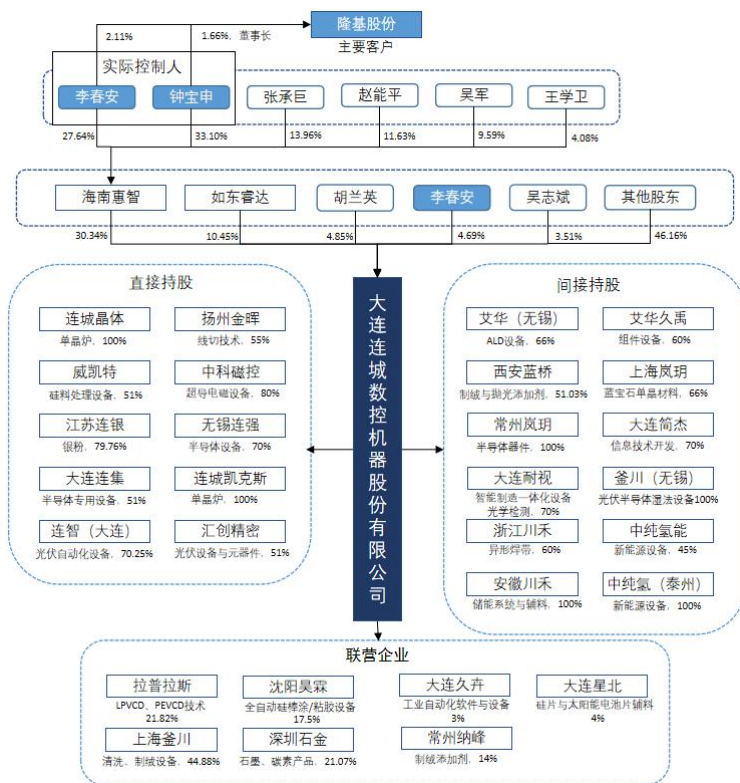 隆基股份
主要客户
2.11%
1.66%，董事长
实际控制人
李春安
钟宝申
张承巨
赵能平
吴军
王学卫
27.64%
33.10%
13.96%
11.63%
9.59%
4.08%
海南惠智
如东睿达
胡兰英
李春安
吴志斌
其他股东
30.34%
10.45%
4.85%
4.69%
3.51%
46.16%
直接持股
连城晶体
单晶炉，100%
扬州金晖
线切技术，55%
威凯特
硅料处理设备，51%
中科磁控
超导电磁设备，80%
江苏连银
银粉，79.76%
无锡连强
半导体设备，70%
大连连集
半导体专用设备，51%
连城凯克斯
单晶炉，100%
连智（大连）
光伏自动化设备，70.25%
汇创精密
光伏设备与元器件，51%
大连连城数控机器股份有限公司
间接持股
艾华（无锡）
ALD设备，66%
艾华久禹
组件设备，60%
西安蓝桥
制绒与抛光添加剂，51.03%
上海岚玥
蓝宝石单晶材料，66%
常州岚玥
半导体器件，100%
大连简杰
信息技术开发，70%
大连耐视
智能制造一体化设备
光学检测，70%
釜川（无锡）
光伏半导体湿法设备100%
浙江川禾
异形焊带，60%
中纯氢能
新能源设备，45%
安徽川禾
储能系统与辅料，100%
中纯氢（泰州）
新能源设备，100%
联营企业
拉普拉斯
LPVCD、PEVCD技术
21.82%
沈阳昊霖
全自动硅棒涂/粘胶设备
17.5%
大连久卉
工业自动化软件与设备
3%
大连星北
硅片与太阳能电池片辅料
4%
上海釜川
清洗、制绒设备，44.88%
深圳石金
石墨、碳素产品，21.07%
常州纳峰
制绒添加剂，14%